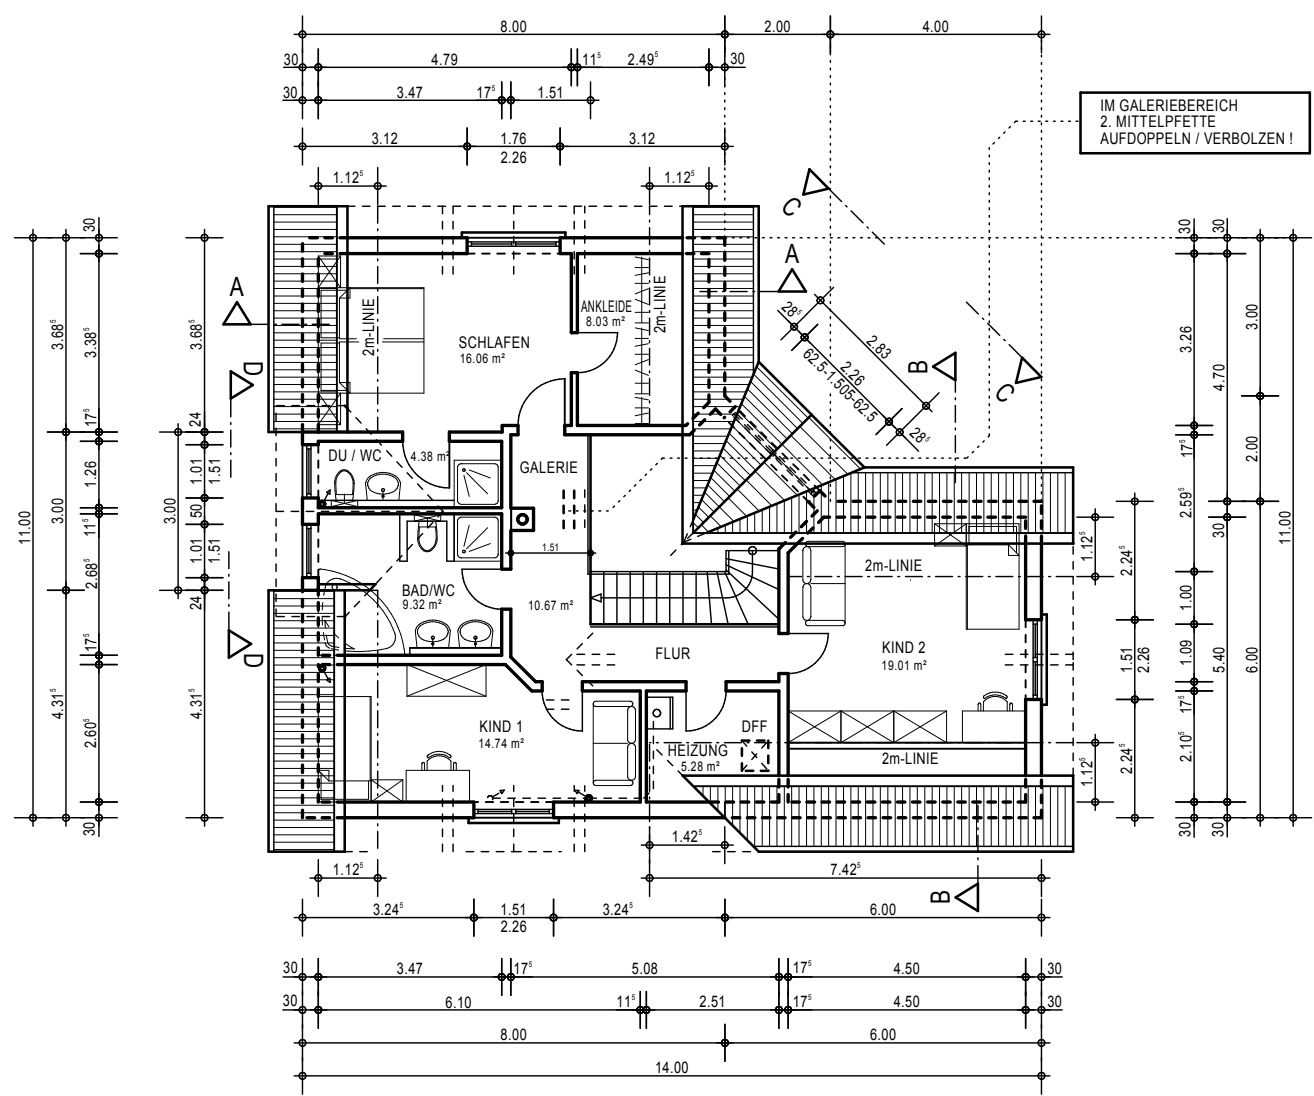 8.00
2.00
4.00
30
4.79
11⁵
2.49⁵
30
30
3.47
17⁵
1.51
IM GALERIEBEREICH
2. MITTELPFETTE
AUFDOPPELN / VERBOLZEN !
3.12
1.76
2.26
3.12
1.12⁵
1.12⁵
C
A
A
B
C
D
D
B
11.00
3.68⁵
3.00
4.31⁵
30
3.38⁵
17⁵
1.26
11⁵
2.68⁵
17⁵
2.60⁵
30
3.00
3.68⁵
24
1.01
1.51
50
1.01
1.51
24
4.31⁵
2m-LINIE
SCHLAFEN
16.06 m²
ANKLEIDE
8.03 m²
2m-LINIE
28⁵
2.83
2.26
62.5-1.505-62.5
28⁵
DU / WC
4.38 m²
GALERIE
1.51
BAD/WC
9.32 m²
10.67 m²
FLUR
2m-LINIE
KIND 2
19.01 m²
KIND 1
14.74 m²
HEIZUNG
5.28 m²
DFF
2m-LINIE
1.12⁵
1.12⁵
2.24⁵
1.51
2.26
2.24⁵
30
3.26
17⁵
2.59⁵
1.00
1.09
17⁵
2.10⁵
30
30
4.70
30
5.40
30
3.00
2.00
6.00
11.00
1.42⁵
1.12⁵
7.42⁵
3.24⁵
1.51
2.26
3.24⁵
6.00
30
3.47
17⁵
5.08
17⁵
4.50
30
30
6.10
11⁵
2.51
17⁵
4.50
30
8.00
6.00
14.00